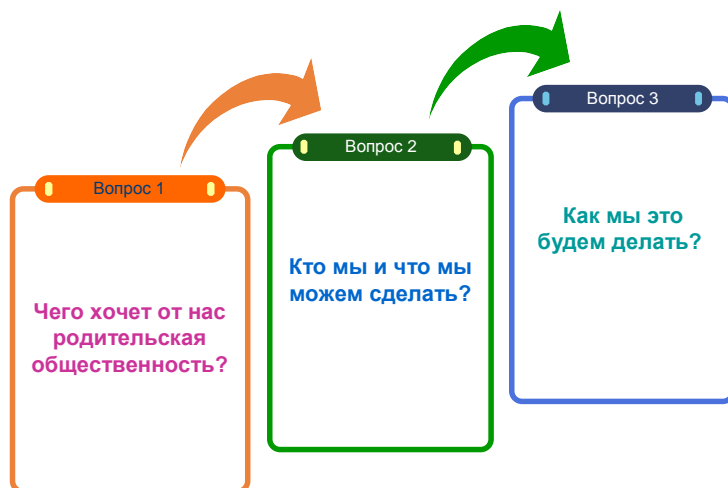 Вопрос 1
Чего хочет от нас
родительская
общественность?
Вопрос 2
Кто мы и что мы
можем сделать?
Вопрос 3
Как мы это
будем делать?